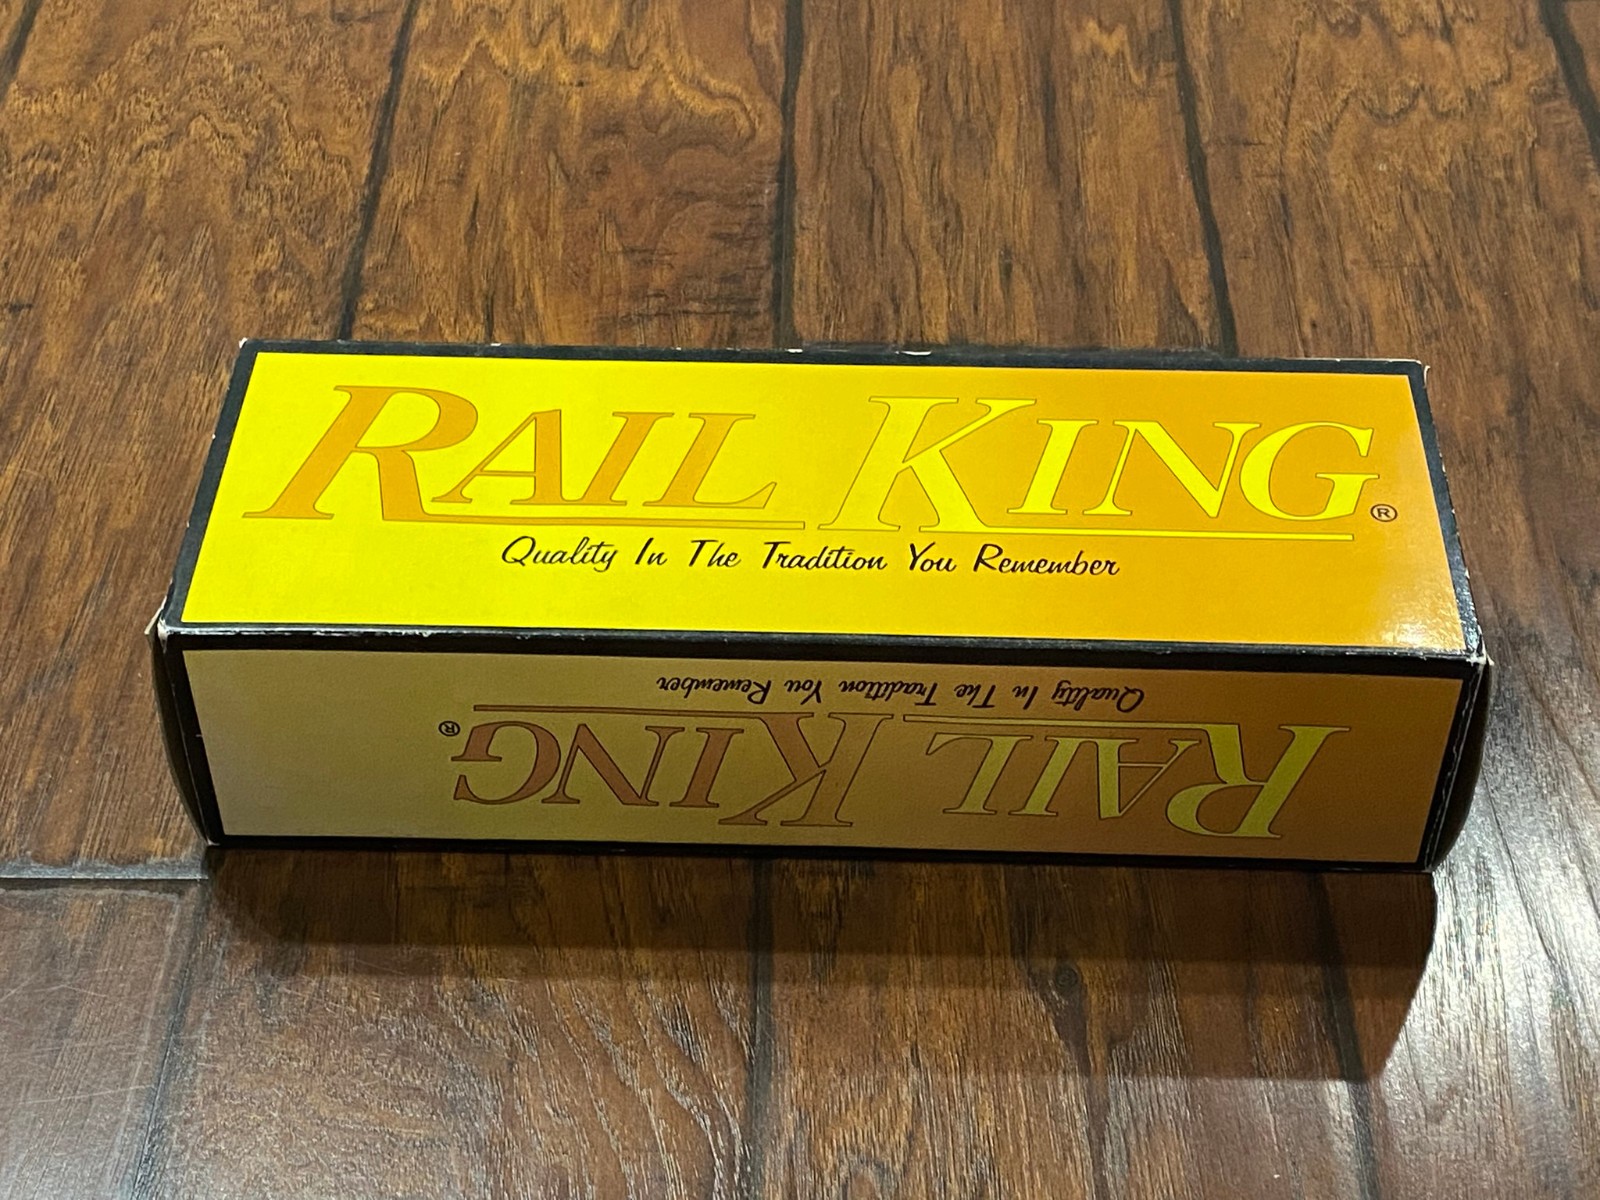 RAIL KING®
Quality In The Tradition You Remember
RAIL KING®
Quality In The Tradition You Remember